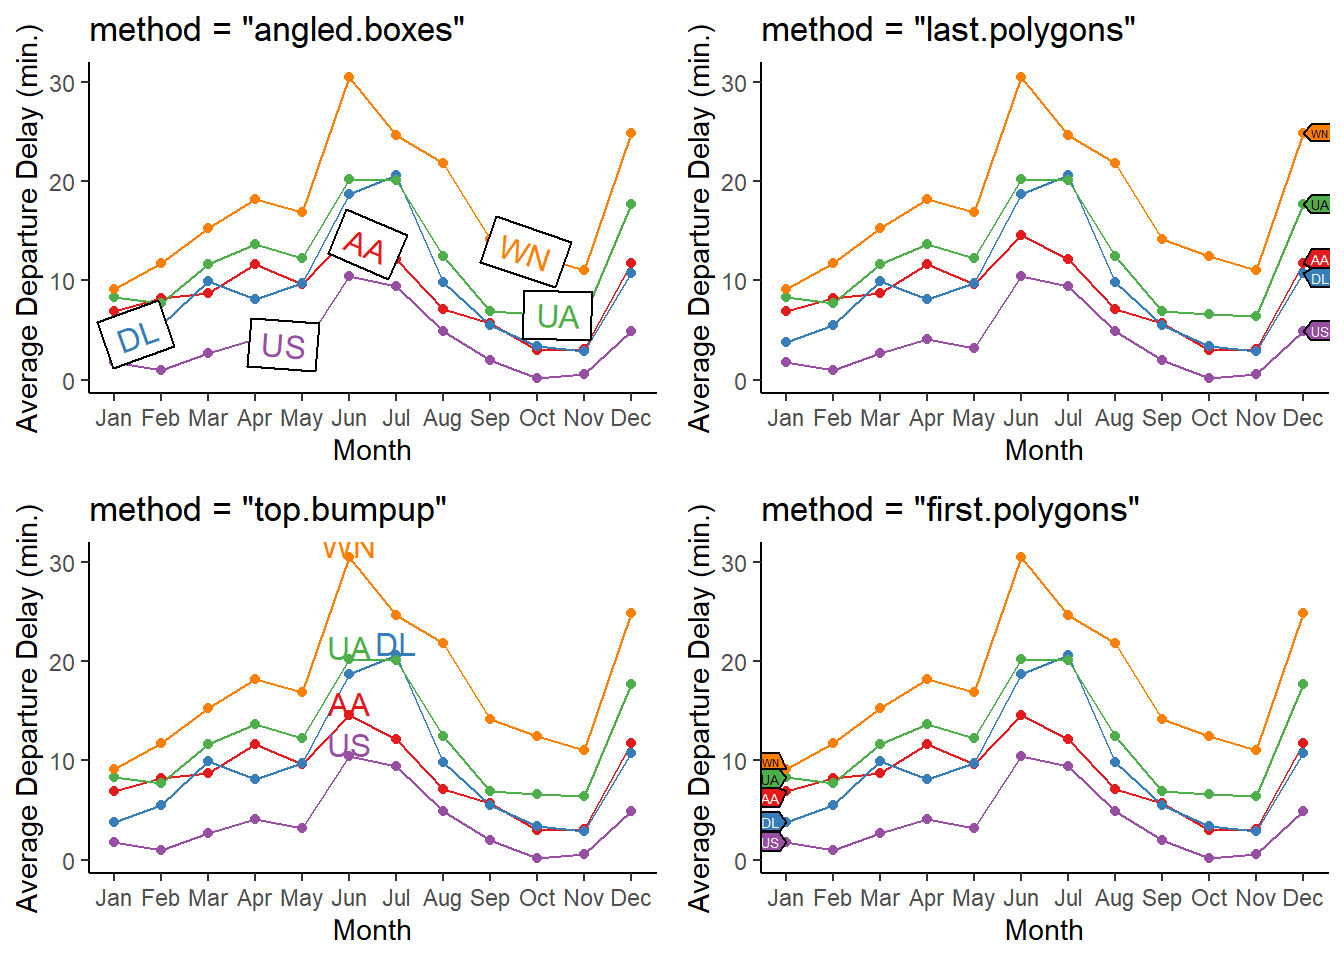 method = "angled.boxes"
Average Departure Delay (min.)
30
20
10
0
WN
AA
UA
DL
US
Jan Feb Mar Apr May Jun Jul Aug Sep Oct Nov Dec
Month
method = "last.polygons"
Average Departure Delay (min.)
30
20
10
0
WN
UA
AA
DL
US
Jan Feb Mar Apr May Jun Jul Aug Sep Oct Nov Dec
Month
method = "top.bumpup"
Average Departure Delay (min.)
30
20
10
0
WN
UA DL
AA
US
Jan Feb Mar Apr May Jun Jul Aug Sep Oct Nov Dec
Month
method = "first.polygons"
Average Departure Delay (min.)
30
20
10
0
WN
UA
AA
DL
US
Jan Feb Mar Apr May Jun Jul Aug Sep Oct Nov Dec
Month